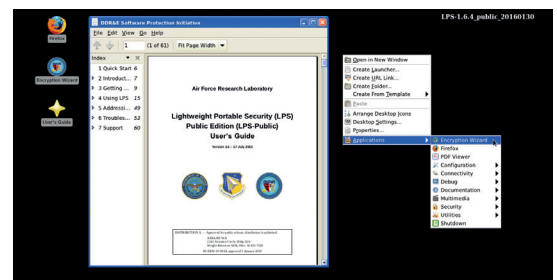 LPS-1.6.4_public_20160130
Firefox
Encryption Wizard
User's Guide
DDR&E Software Protection Initiative
File Edit View Go Help
1 (1 of 61) Fit Page Width
Index
1 Quick Start 6
2 Introduct... 7
3 Getting ... 9
4 Using LPS 15
5 Addressi... 49
6 Troubles... 53
7 Support 60
Air Force Research Laboratory
Lightweight Portable Security (LPS)
Public Edition (LPS-Public)
User's Guide
Open in New Window
Create Launcher...
Create URL Link...
Create Folder...
Create From Template
Paste
Arrange Desktop Icons
Desktop Settings...
Properties...
Applications
Encryption Wizard
Firefox
PDF Viewer
Configuration
Connectivity
Debug
Documentation
Multimedia
Security
Utilities
Shutdown